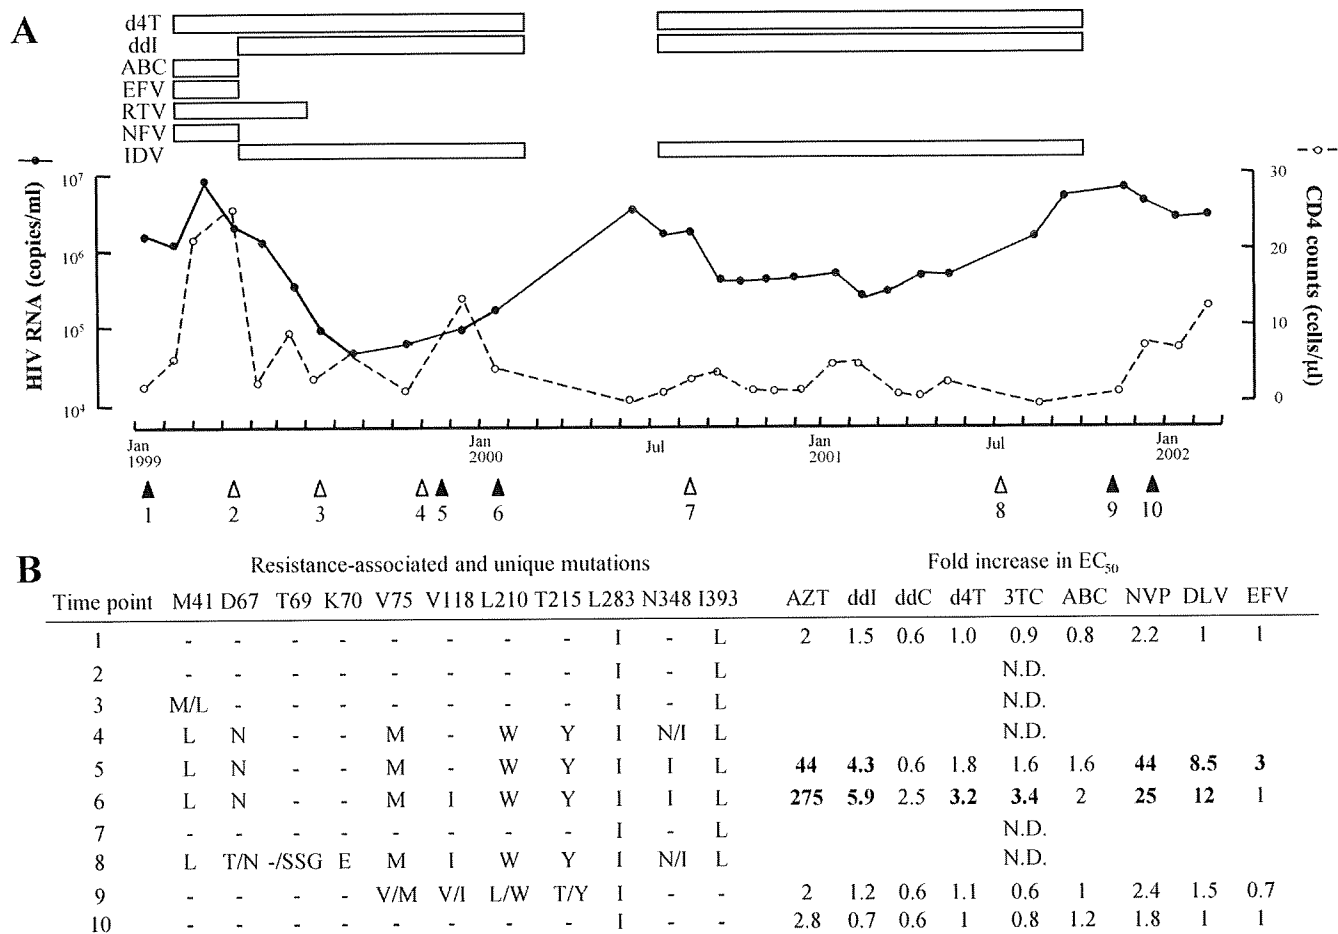 A
d4T
ddI
ABC
EFV
RTV
NFV
IDV
HIV RNA (copies/ml)
10⁷
10⁶
10⁵
10⁴
30
20
10
0
CD4 counts (cells/µl)
Jan 1999 Jan 2000 Jul Jan 2001 Jul Jan 2002
1 2 3 4 5 6 7 8 9 10
B
Resistance-associated and unique mutations Fold increase in EC₅₀
Time point M41 D67 T69 K70 V75 V118 L210 T215 L283 N348 I393 AZT ddI ddC d4T 3TC ABC NVP DLV EFV
1 - - - - - - - - I - L 2 1.5 0.6 1.0 0.9 0.8 2.2 1 1
2 - - - - - - - - I - L N.D.
3 M/L - - - - - - - I - L N.D.
4 L N - - M - W Y I N/I L N.D.
5 L N - - M - W Y I I L 44 4.3 0.6 1.8 1.6 1.6 44 8.5 3
6 L N - - M I W Y I I L 275 5.9 2.5 3.2 3.4 2 25 12 1
7 - - - - - - - - I - L N.D.
8 L T/N -/SSG E M I W Y I N/I L N.D.
9 - - - - V/M V/I L/W T/Y I - - 2 1.2 0.6 1.1 0.6 1 2.4 1.5 0.7
10 - - - - - - - - I - - 2.8 0.7 0.6 1 0.8 1.2 1.8 1 1